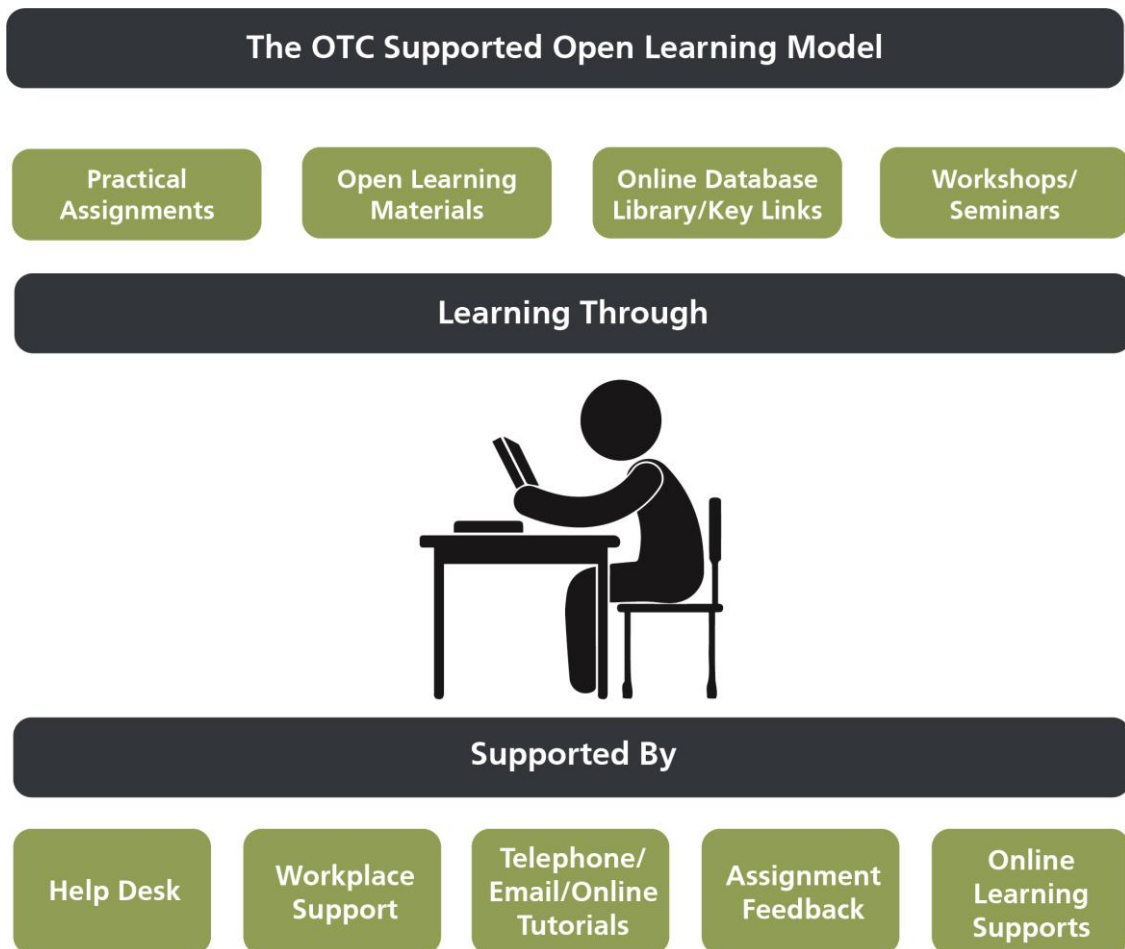 The OTC Supported Open Learning Model
Practical
Assignments
Open Learning
Materials
Online Database
Library/Key Links
Workshops/
Seminars
Learning Through
Supported By
Help Desk
Workplace
Support
Telephone/
Email/Online
Tutorials
Assignment
Feedback
Online
Learning
Supports